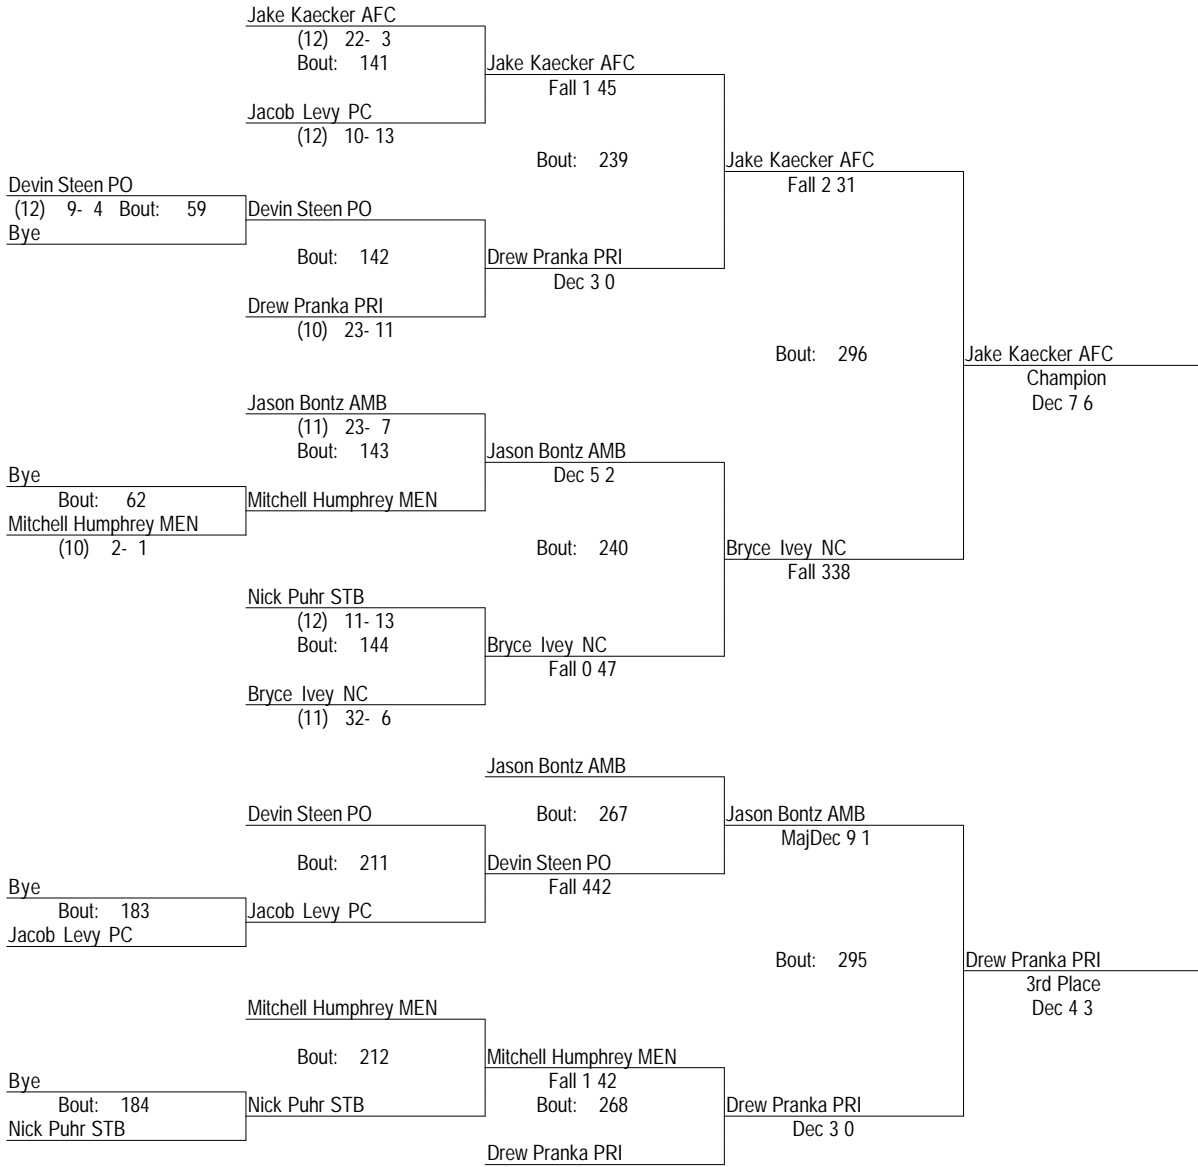 Jake Kaecker AFC
(12) 22- 3
Bout: 141
Jake Kaecker AFC
Fall 1 45
Jacob Levy PC
(12) 10- 13
Bout: 239
Jake Kaecker AFC
Fall 2 31
Devin Steen PO
(12) 9- 4 Bout: 59
Bye
Devin Steen PO
Bout: 142
Drew Pranka PRI
Dec 3 0
Drew Pranka PRI
(10) 23- 11
Bout: 296
Jake Kaecker AFC
Champion
Dec 7 6
Jason Bontz AMB
(11) 23- 7
Bout: 143
Jason Bontz AMB
Dec 5 2
Bye
Bout: 62
Mitchell Humphrey MEN
(10) 2- 1
Mitchell Humphrey MEN
Bout: 240
Bryce Ivey NC
Fall 338
Nick Puhr STB
(12) 11- 13
Bout: 144
Bryce Ivey NC
Fall 0 47
Bryce Ivey NC
(11) 32- 6
Jason Bontz AMB
Devin Steen PO
Bout: 267
Jason Bontz AMB
MajDec 9 1
Bout: 211
Devin Steen PO
Fall 442
Bye
Bout: 183
Jacob Levy PC
Jacob Levy PC
Bout: 295
Drew Pranka PRI
3rd Place
Dec 4 3
Mitchell Humphrey MEN
Bout: 212
Mitchell Humphrey MEN
Fall 1 42
Bye
Bout: 184
Nick Puhr STB
Nick Puhr STB
Bout: 268
Drew Pranka PRI
Dec 3 0
Drew Pranka PRI